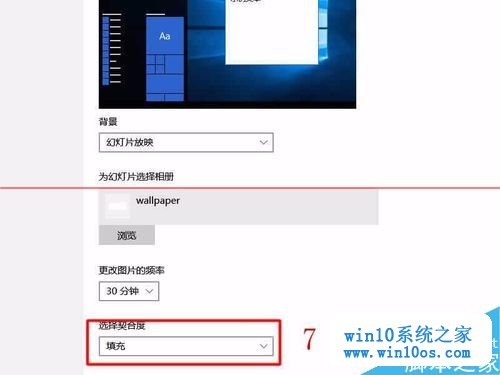 Aa
背景
幻灯片放映
为幻灯片选择相册
wallpaper
浏览
更改图片的频率
30 分钟
选择契合度
填充
7
win10系统之家
www.win10os.com
脚本之家